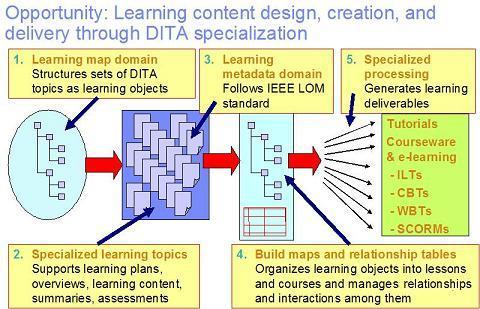 Opportunity: Learning content design, creation, and
delivery through DITA specialization
1. Learning map domain
Structures sets of DITA
topics as learning objects
3. Learning
metadata domain
Follows IEEE LOM
standard
5. Specialized
processing
Generates learning
deliverables
Tutorials
Courseware
& e-learning
- ILTs
- CBTs
- WBTs
- SCORMs
2. Specialized learning topics
Supports learning plans,
overviews, learning content,
summaries, assessments
4. Build maps and relationship tables
Organizes learning objects into lessons
and courses and manages relationships
and interactions among them